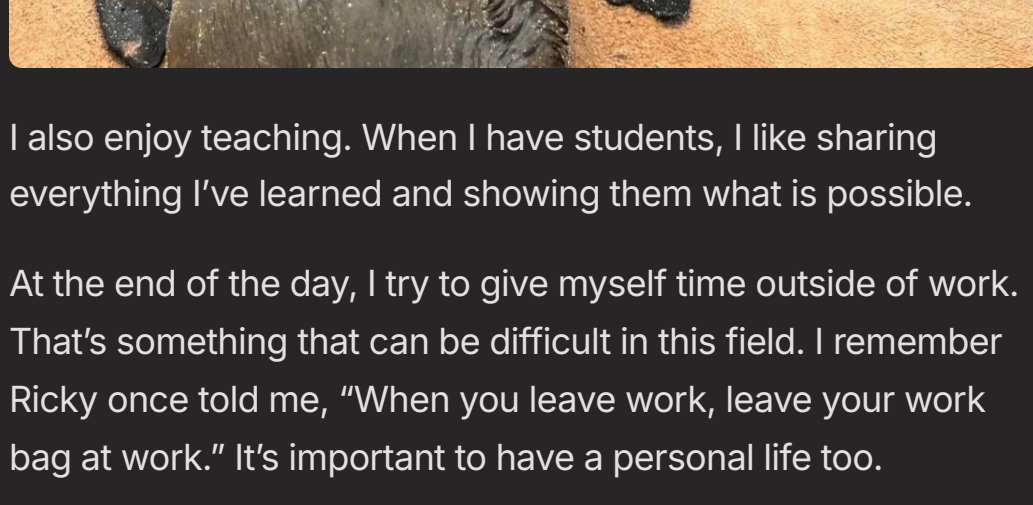 I also enjoy teaching. When I have students, I like sharing
everything I’ve learned and showing them what is possible.
At the end of the day, I try to give myself time outside of work.
That’s something that can be difficult in this field. I remember
Ricky once told me, “When you leave work, leave your work
bag at work.” It’s important to have a personal life too.